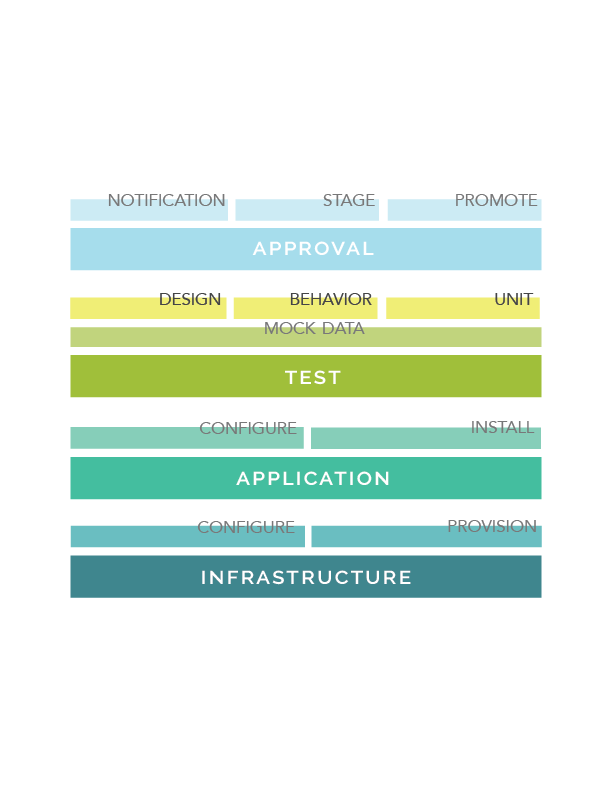 NOTIFICATION STAGE PROMOTE
APPROVAL
DESIGN BEHAVIOR UNIT
MOCK DATA
TEST
CONFIGURE INSTALL
APPLICATION
CONFIGURE PROVISION
INFRASTRUCTURE